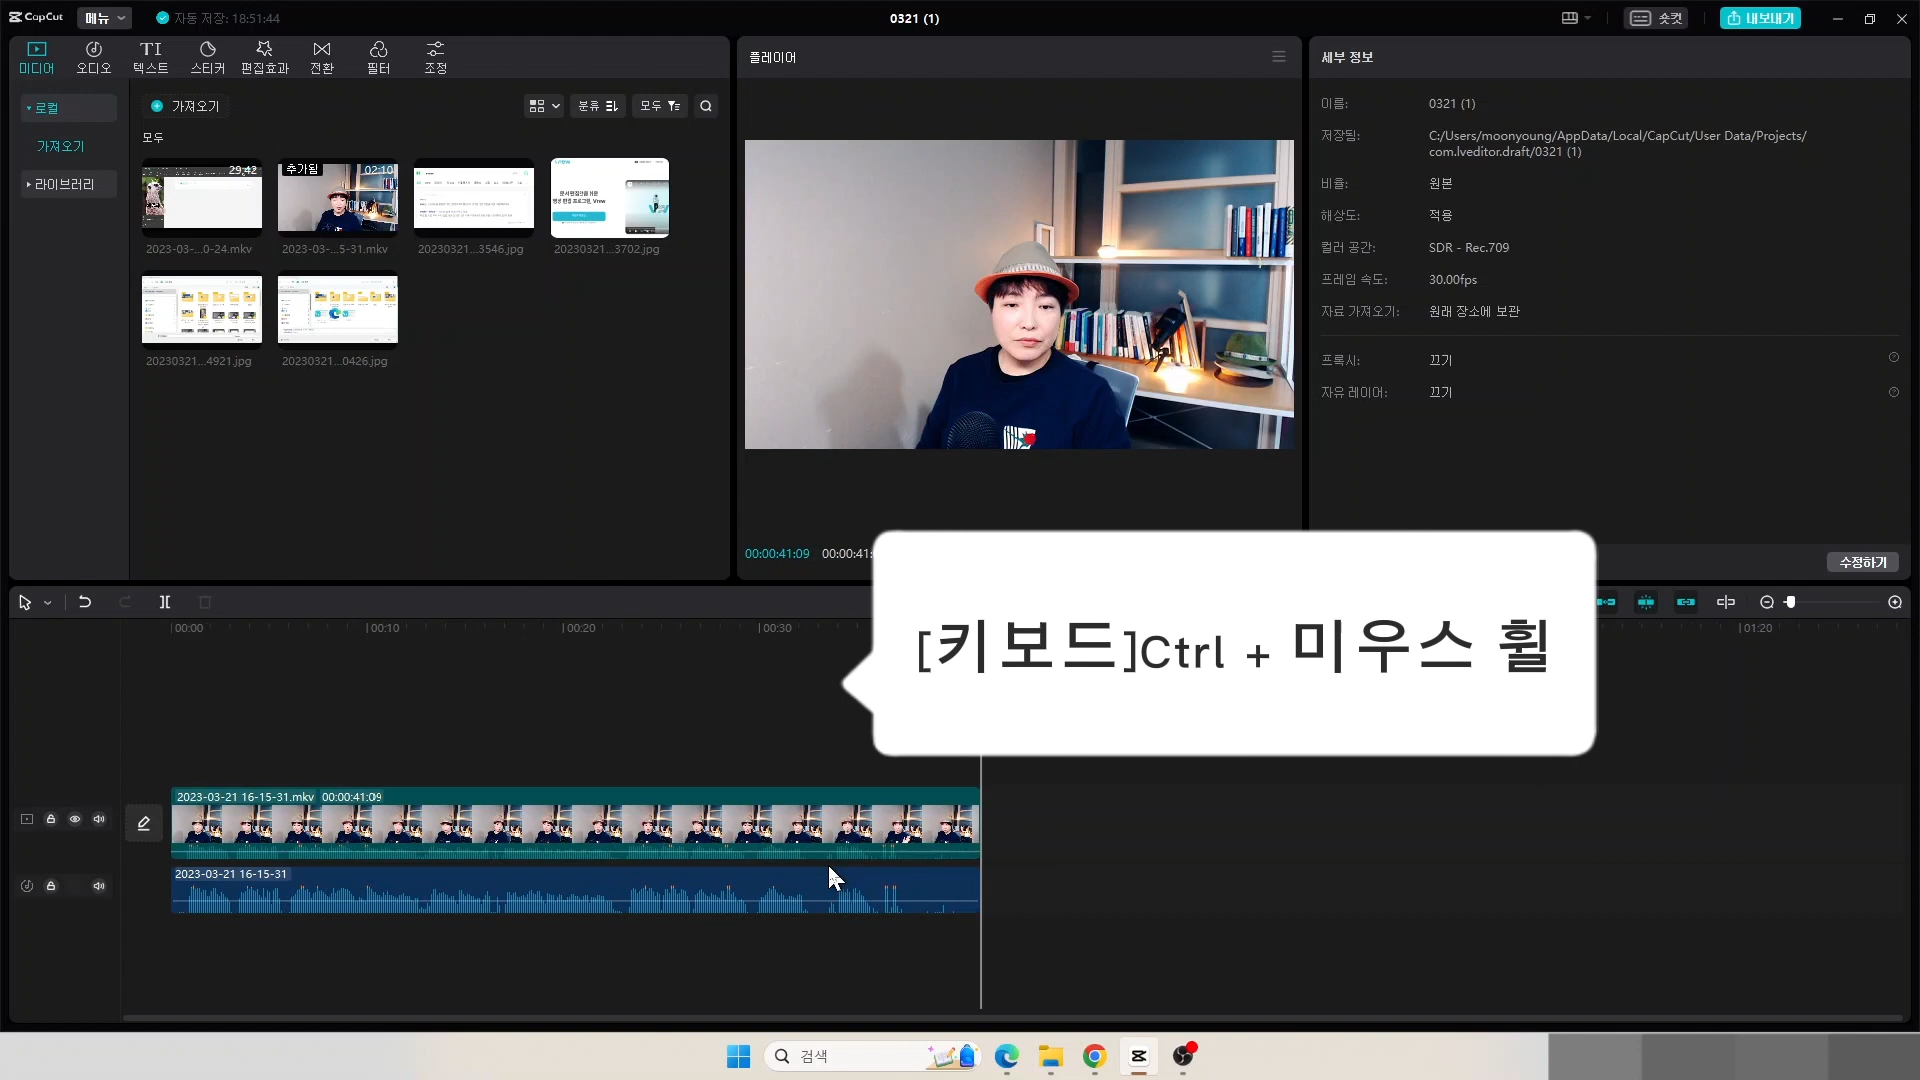 CapCut
메뉴
자동 저장: 18:51:44
0321 (1)
숏컷
내보내기
미디어
오디오
텍스트
스티커
편집효과
전환
필터
조정
로컬
가져오기
라이브러리
가져오기
분류
모두
모두
29:42
2023-03-...0-24.mkv
추가됨
02:10
2023-03-...5-31.mkv
20230321...3546.jpg
20230321...3702.jpg
20230321...4921.jpg
20230321...0426.jpg
플레이어
00:00:41:09
00:00:41:
세부 정보
이름:
0321 (1)
저장됨:
C:/Users/moonyoung/AppData/Local/CapCut/User Data/Projects/
com.lveditor.draft/0321 (1)
비율:
원본
해상도:
적용
컬러 공간:
SDR - Rec.709
프레임 속도:
30.00fps
자료 가져오기:
원래 장소에 보관
프록시:
끄기
자유 레이어:
끄기
수정하기
[키보드]Ctrl + 미우스 휠
00:00
00:10
00:20
00:30
01:20
2023-03-21 16-15-31.mkv 00:00:41:09
2023-03-21 16-15-31
검색